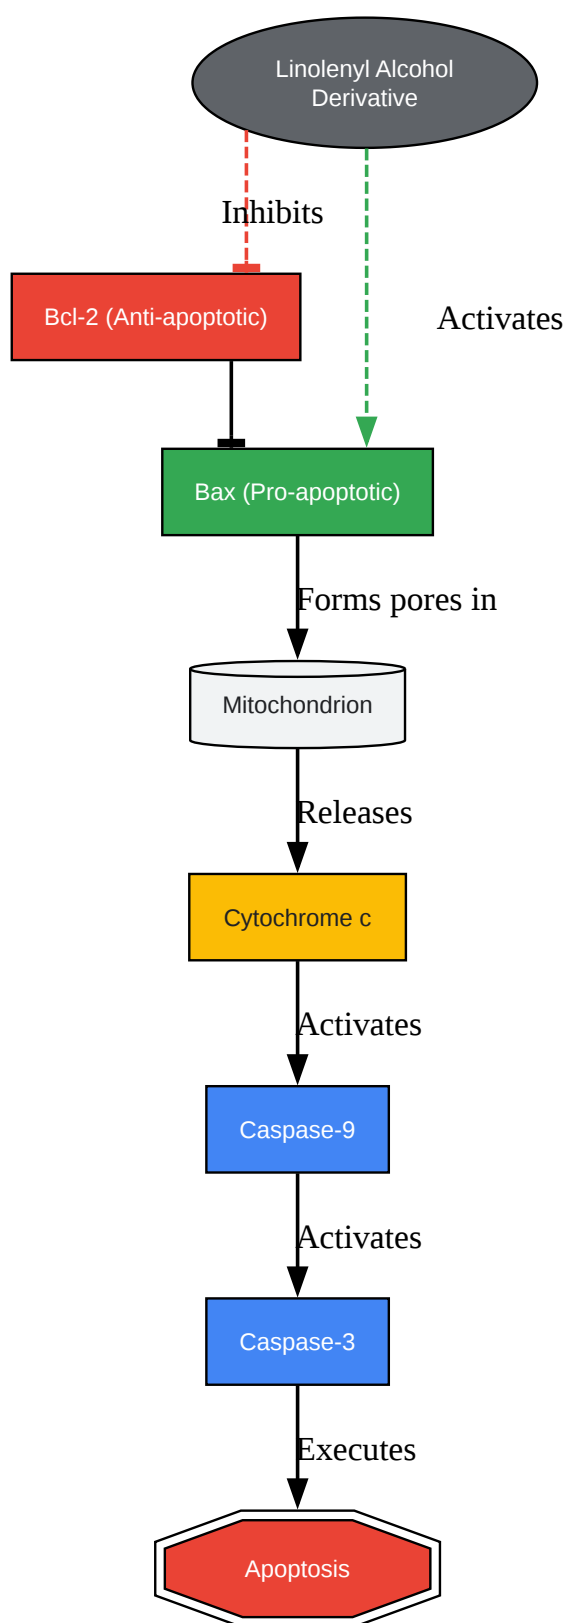 Linolenyl Alcohol
Derivative
Inhibits
Bcl-2 (Anti-apoptotic)
Activates
Bax (Pro-apoptotic)
Forms pores in
Mitochondrion
Releases
Cytochrome c
Activates
Caspase-9
Activates
Caspase-3
Executes
Apoptosis